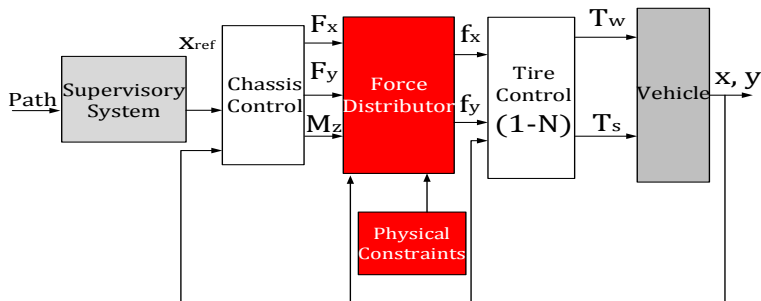 Path
Supervisory
System
xref
Chassis
Control
Fx
Fy
Mz
Force
Distributor
Physical
Constraints
fx
fy
Tire
Control
(1-N)
Tw
Ts
Vehicle
x, y